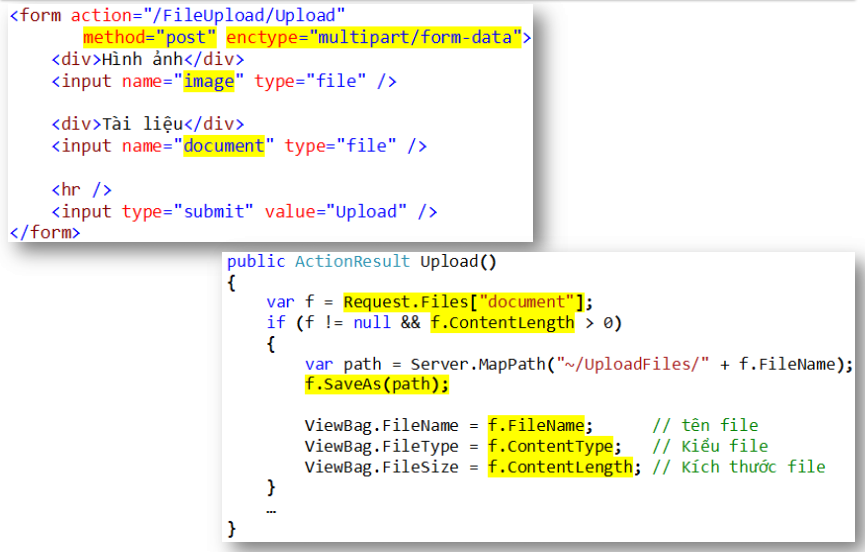 <form action="/FileUpload/Upload"
method="post" enctype="multipart/form-data">
<div>Hình ảnh</div>
<input name="image" type="file" />
<div>Tài liệu</div>
<input name="document" type="file" />
<hr />
<input type="submit" value="Upload" />
</form>
public ActionResult Upload()
{
var f = Request.Files["document"];
if (f != null && f.ContentLength > 0)
{
var path = Server.MapPath("~/UploadFiles/" + f.FileName);
f.SaveAs(path);
ViewBag.FileName = f.FileName; // tên file
ViewBag.FileType = f.ContentType; // Kiểu file
ViewBag.FileSize = f.ContentLength; // Kích thước file
}
…
}